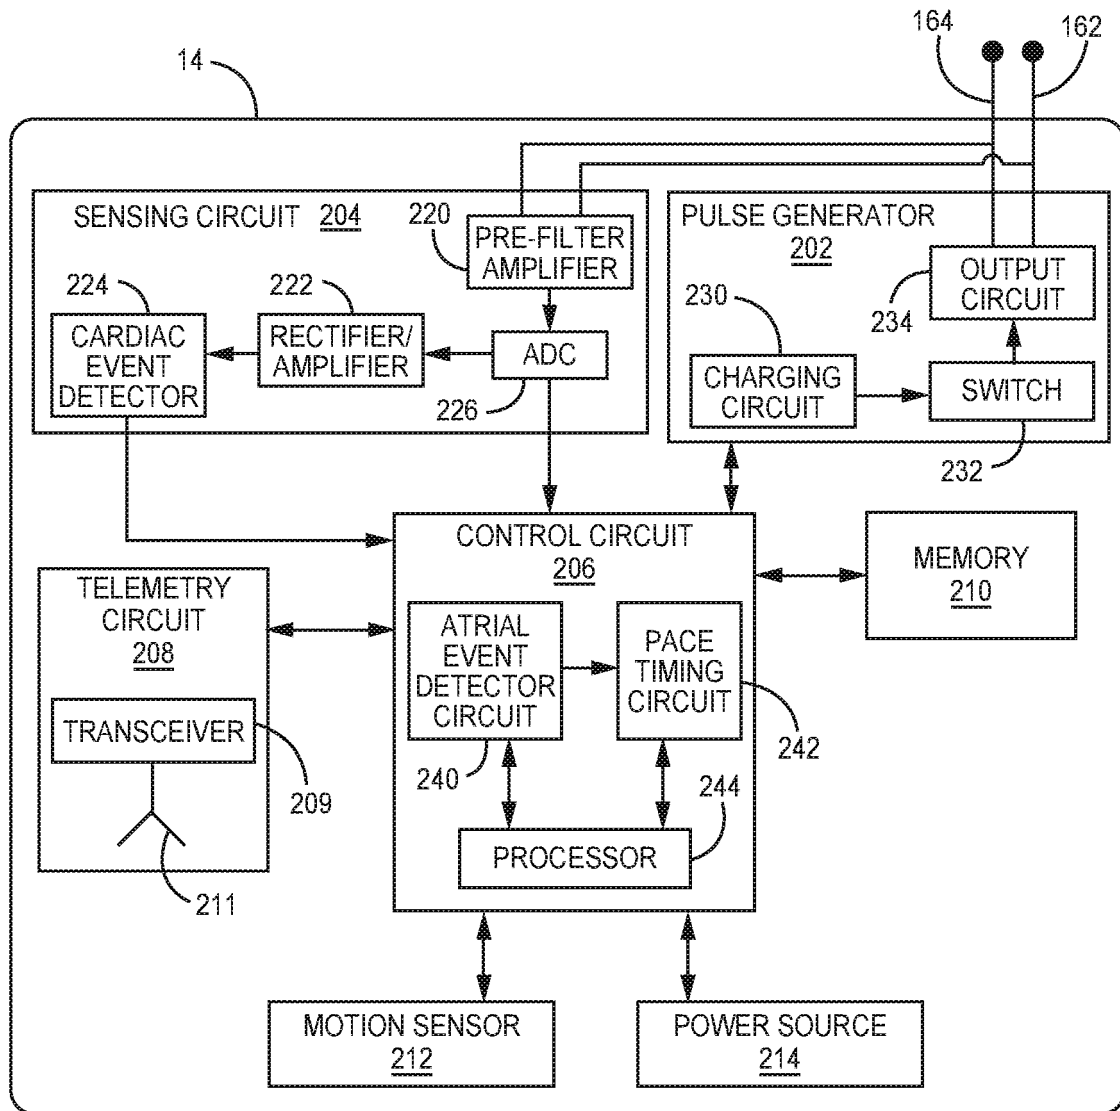 164
162
14
SENSING CIRCUIT 204
220
PRE-FILTER
AMPLIFIER
PULSE GENERATOR
202
224
222
230
234
OUTPUT
CIRCUIT
CARDIAC
EVENT
DETECTOR
RECTIFIER/
AMPLIFIER
ADC
226
CHARGING
CIRCUIT
SWITCH
232
CONTROL CIRCUIT
206
MEMORY
210
TELEMETRY
CIRCUIT
208
ATRIAL
EVENT
DETECTOR
CIRCUIT
PACE
TIMING
CIRCUIT
TRANSCEIVER
209
240
242
244
PROCESSOR
211
MOTION SENSOR
212
POWER SOURCE
214